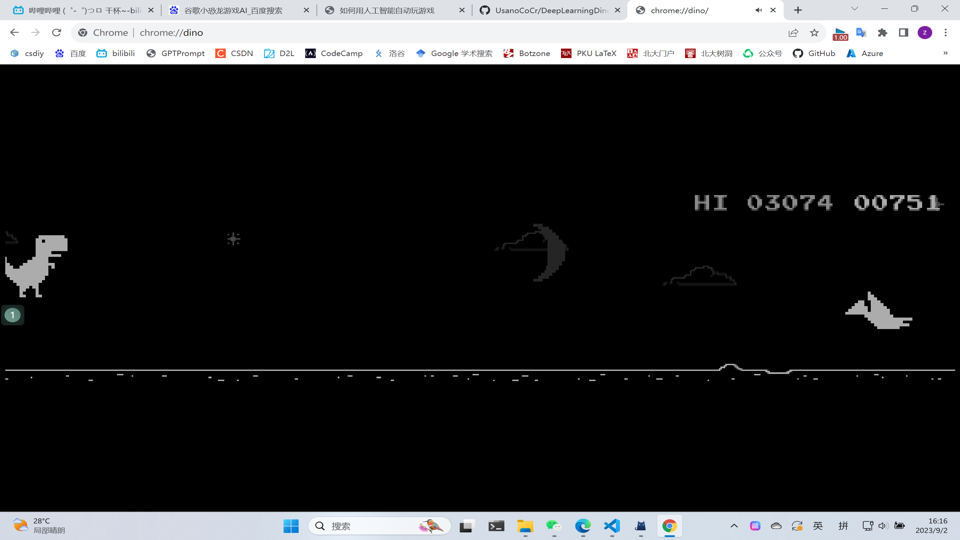 哔哩哔哩 (゜-゜)つロ 干杯~-bili
谷歌小恐龙游戏AI_百度搜索
如何用人工智能自动玩游戏
UsanoCoCr/DeepLearningDin
chrome://dino/
Chrome | chrome://dino
1.00
z
csdiy
百度
bilibili
GPTPrompt
CSDN
D2L
CodeCamp
洛谷
Google 学术搜索
Botzone
PKU LaTeX
北大门户
北大树洞
公众号
GitHub
Azure
»
HI 03074 00751
1
28°C
局部晴朗
搜索
英
拼
16:16
2023/9/2